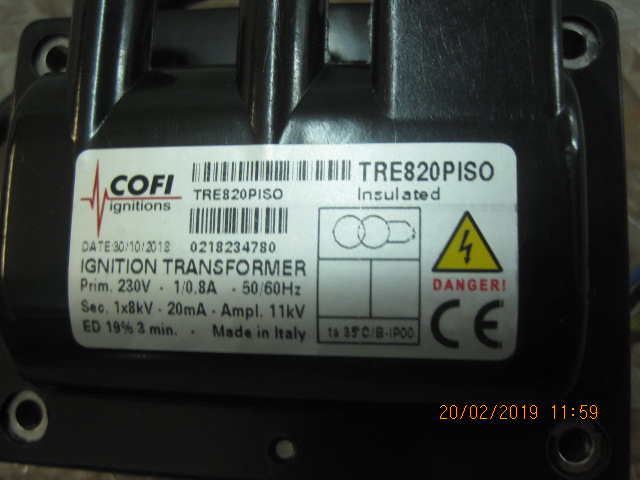 COFI
ignitions
TRE820PISO
TRE820PISO
Insulated
DATE:30/10/2018
0218234780
IGNITION TRANSFORMER
Prim. 230V - 1/0,8A - 50/60Hz
Sec. 1x8kV - 20mA - Ampl. 11kV
ED 19% 3 min. - Made in Italy
ta 35°C/B-IP00
DANGER!
CE
20/02/2019 11:59